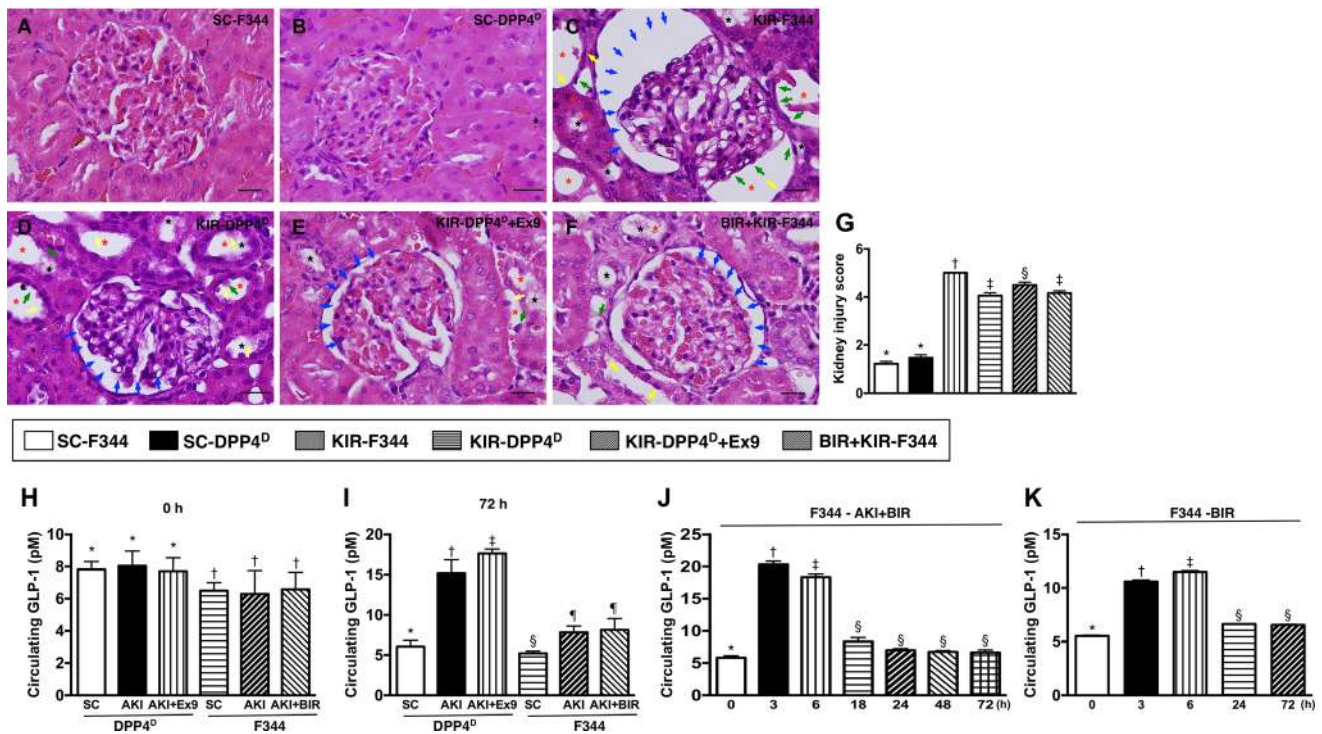 A SC-F344
B SC-DPP4ᴰ
C KIR-F344
D KIR-DPP4ᴰ
E KIR-DPP4ᴰ+Ex9
F BIR+KIR-F344
G
Kidney injury score
6
4
2
0
* * † ‡ § ‡
SC-F344 SC-DPP4ᴰ KIR-F344 KIR-DPP4ᴰ KIR-DPP4ᴰ+Ex9 BIR+KIR-F344
H
0 h
Circulating GLP-1 (pM)
10
8
6
4
2
0
* * * † † †
SC AKI AKI+Ex9 SC AKI AKI+BIR
DPP4ᴰ F344
I
72 h
Circulating GLP-1 (pM)
20
15
10
5
0
* † ‡ § ¶ ¶
SC AKI AKI+Ex9 SC AKI AKI+BIR
DPP4ᴰ F344
J
F344 - AKI+BIR
Circulating GLP-1 (pM)
25
20
15
10
5
0
* † ‡ § § § §
0 3 6 18 24 48 72 (h)
K
F344 -BIR
Circulating GLP-1 (pM)
15
10
5
0
* † ‡ § §
0 3 6 24 72 (h)